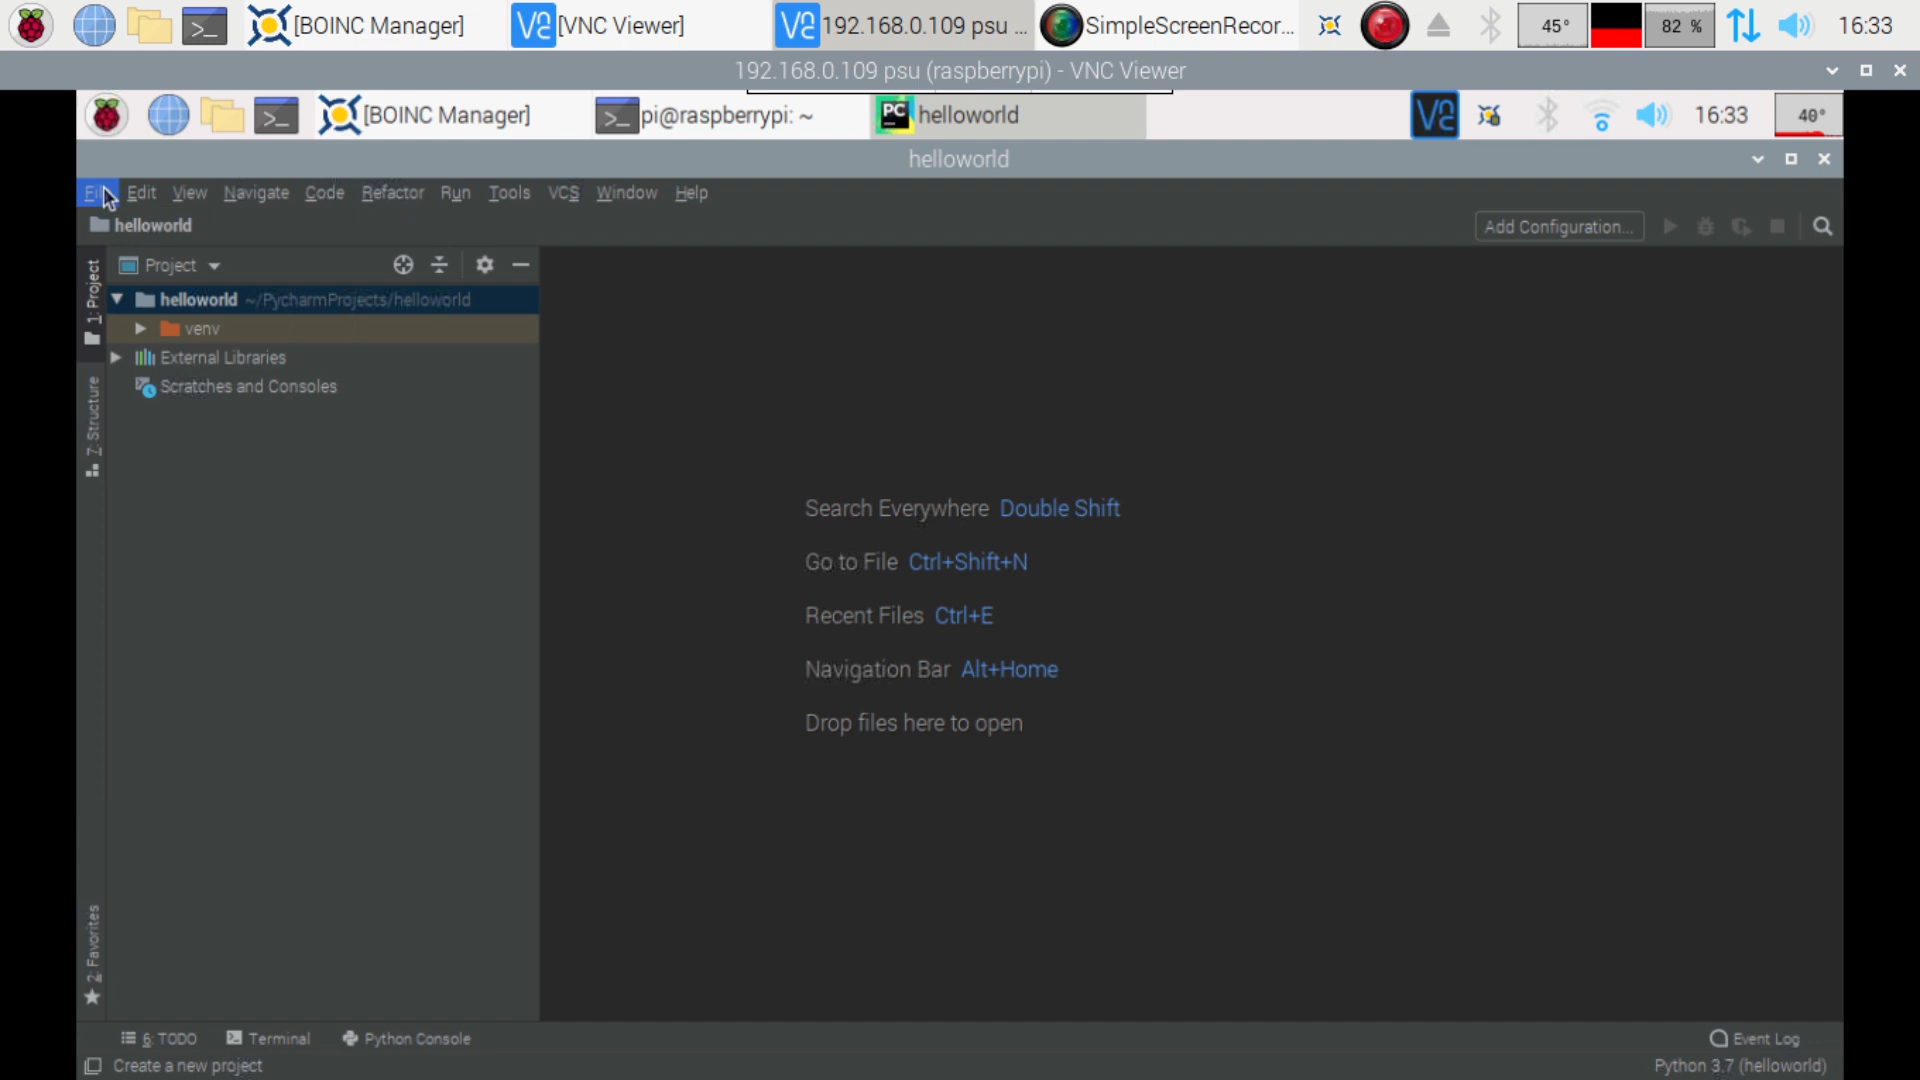 [BOINC Manager] [VNC Viewer] 192.168.0.109 psu ... SimpleScreenRecor... 45° 82 % 16:33
192.168.0.109 psu (raspberrypi) - VNC Viewer
[BOINC Manager] pi@raspberrypi: ~ PC helloworld 16:33 40°
helloworld
File Edit View Navigate Code Refactor Run Tools VCS Window Help
helloworld Add Configuration...
1: Project
Project
helloworld ~/PycharmProjects/helloworld
venv
External Libraries
Scratches and Consoles
7: Structure
Search Everywhere Double Shift
Go to File Ctrl+Shift+N
Recent Files Ctrl+E
Navigation Bar Alt+Home
Drop files here to open
2: Favorites
6: TODO Terminal Python Console Event Log
Create a new project Python 3.7 (helloworld)